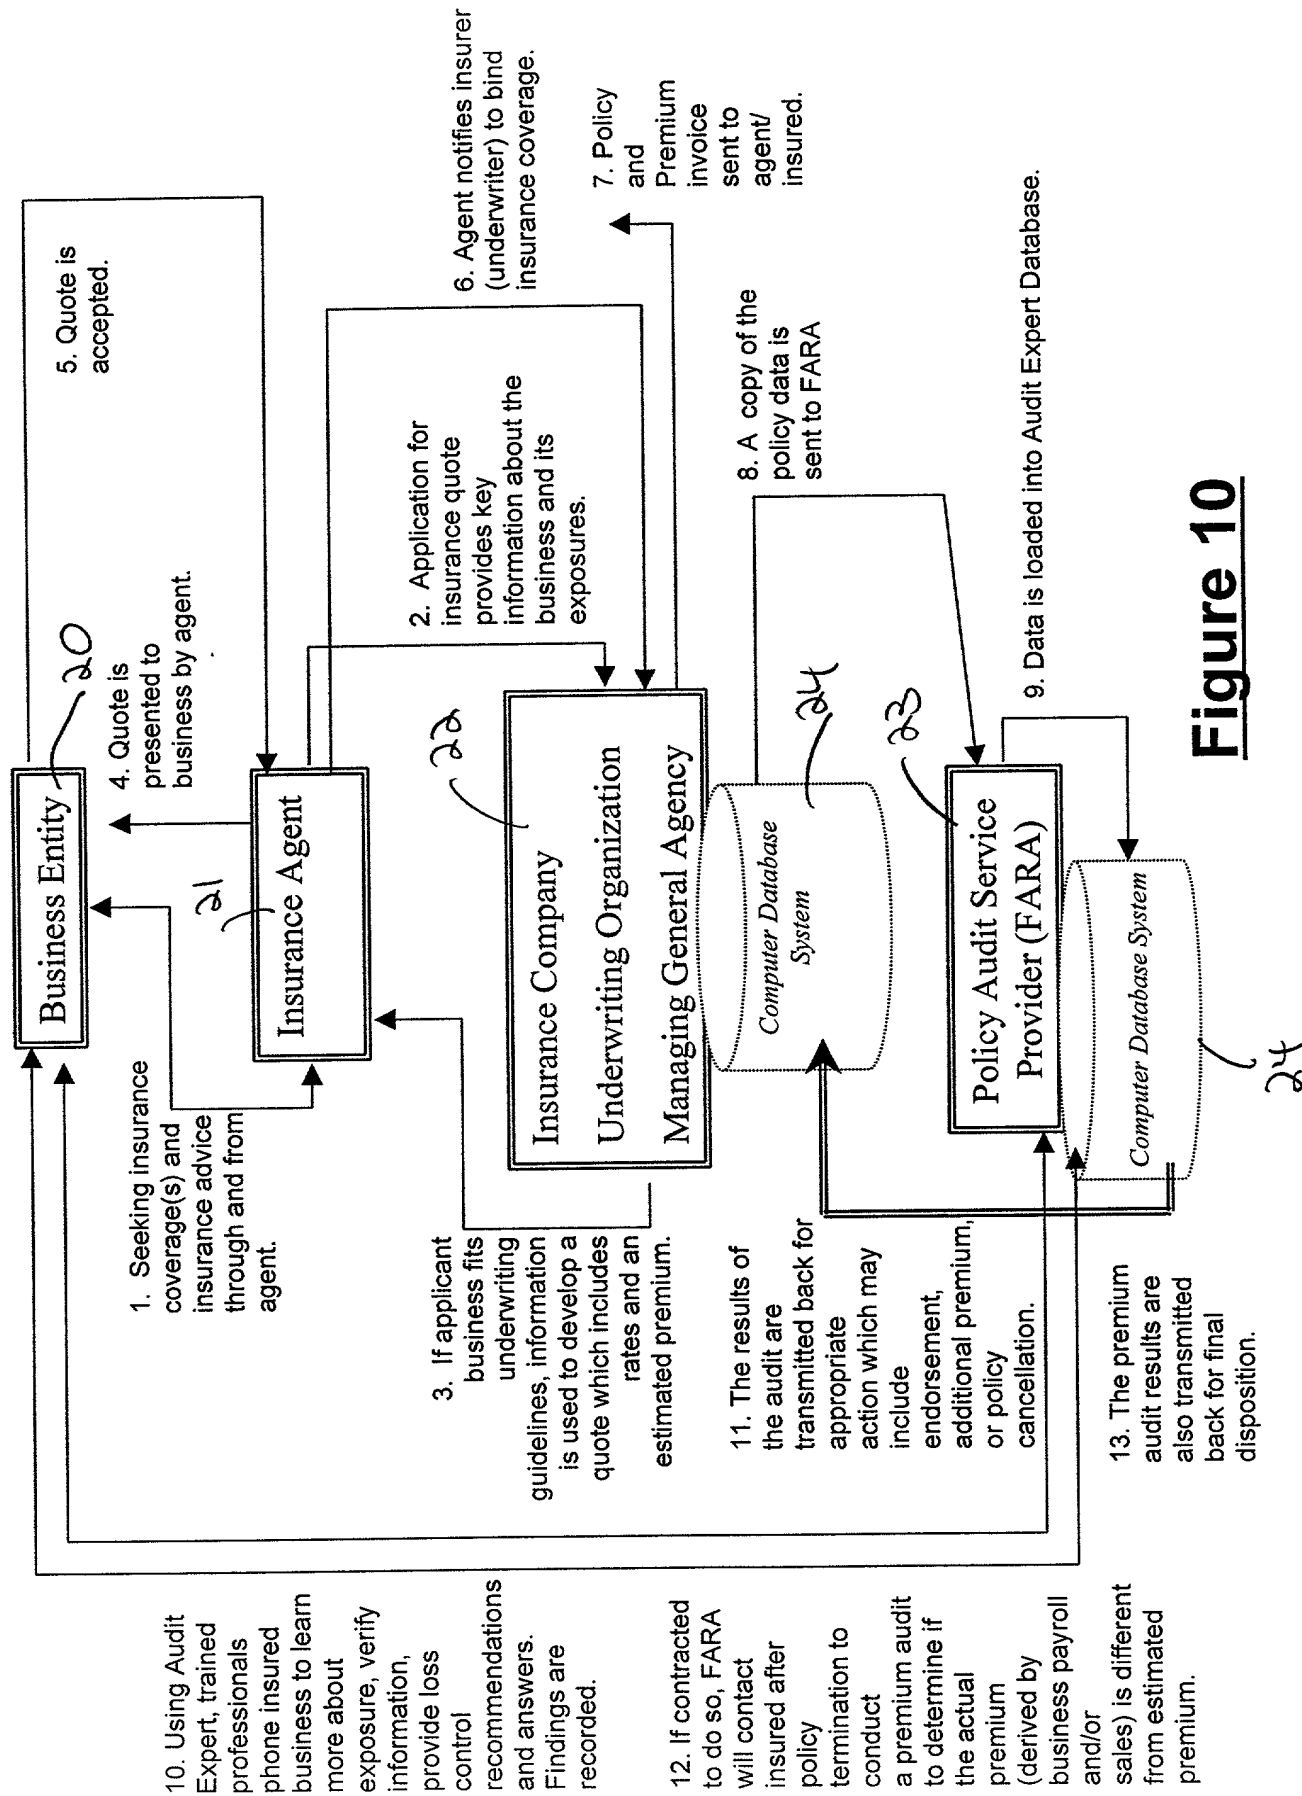 Business Entity
20
5. Quote is
accepted.
4. Quote is
presented to
business by agent.
1. Seeking insurance
coverage(s) and
insurance advice
through and from
agent.
21
Insurance Agent
6. Agent notifies insurer
(underwriter) to bind
insurance coverage.
2. Application for
insurance quote
provides key
information about the
business and its
exposures.
3. If applicant
business fits
underwriting
guidelines, information
is used to develop a
quote which includes
rates and an
estimated premium.
22
Insurance Company
Underwriting Organization
Managing General Agency
7. Policy
and
Premium
invoice
sent to
agent/
insured.
Computer Database
System
24
8. A copy of the
policy data is
sent to FARA
23
Policy Audit Service
Provider (FARA)
9. Data is loaded into Audit Expert Database.
Computer Database System
24
10. Using Audit
Expert, trained
professionals
phone insured
business to learn
more about
exposure, verify
information,
provide loss
control
recommendations
and answers.
Findings are
recorded.
11. The results of
the audit are
transmitted back for
appropriate
action which may
include
endorsement,
additional premium,
or policy
cancellation.
12. If contracted
to do so, FARA
will contact
insured after
policy
termination to
conduct
a premium audit
to determine if
the actual
premium
(derived by
business payroll
and/or
sales) is different
from estimated
premium.
13. The premium
audit results are
also transmitted
back for final
disposition.
Figure 10